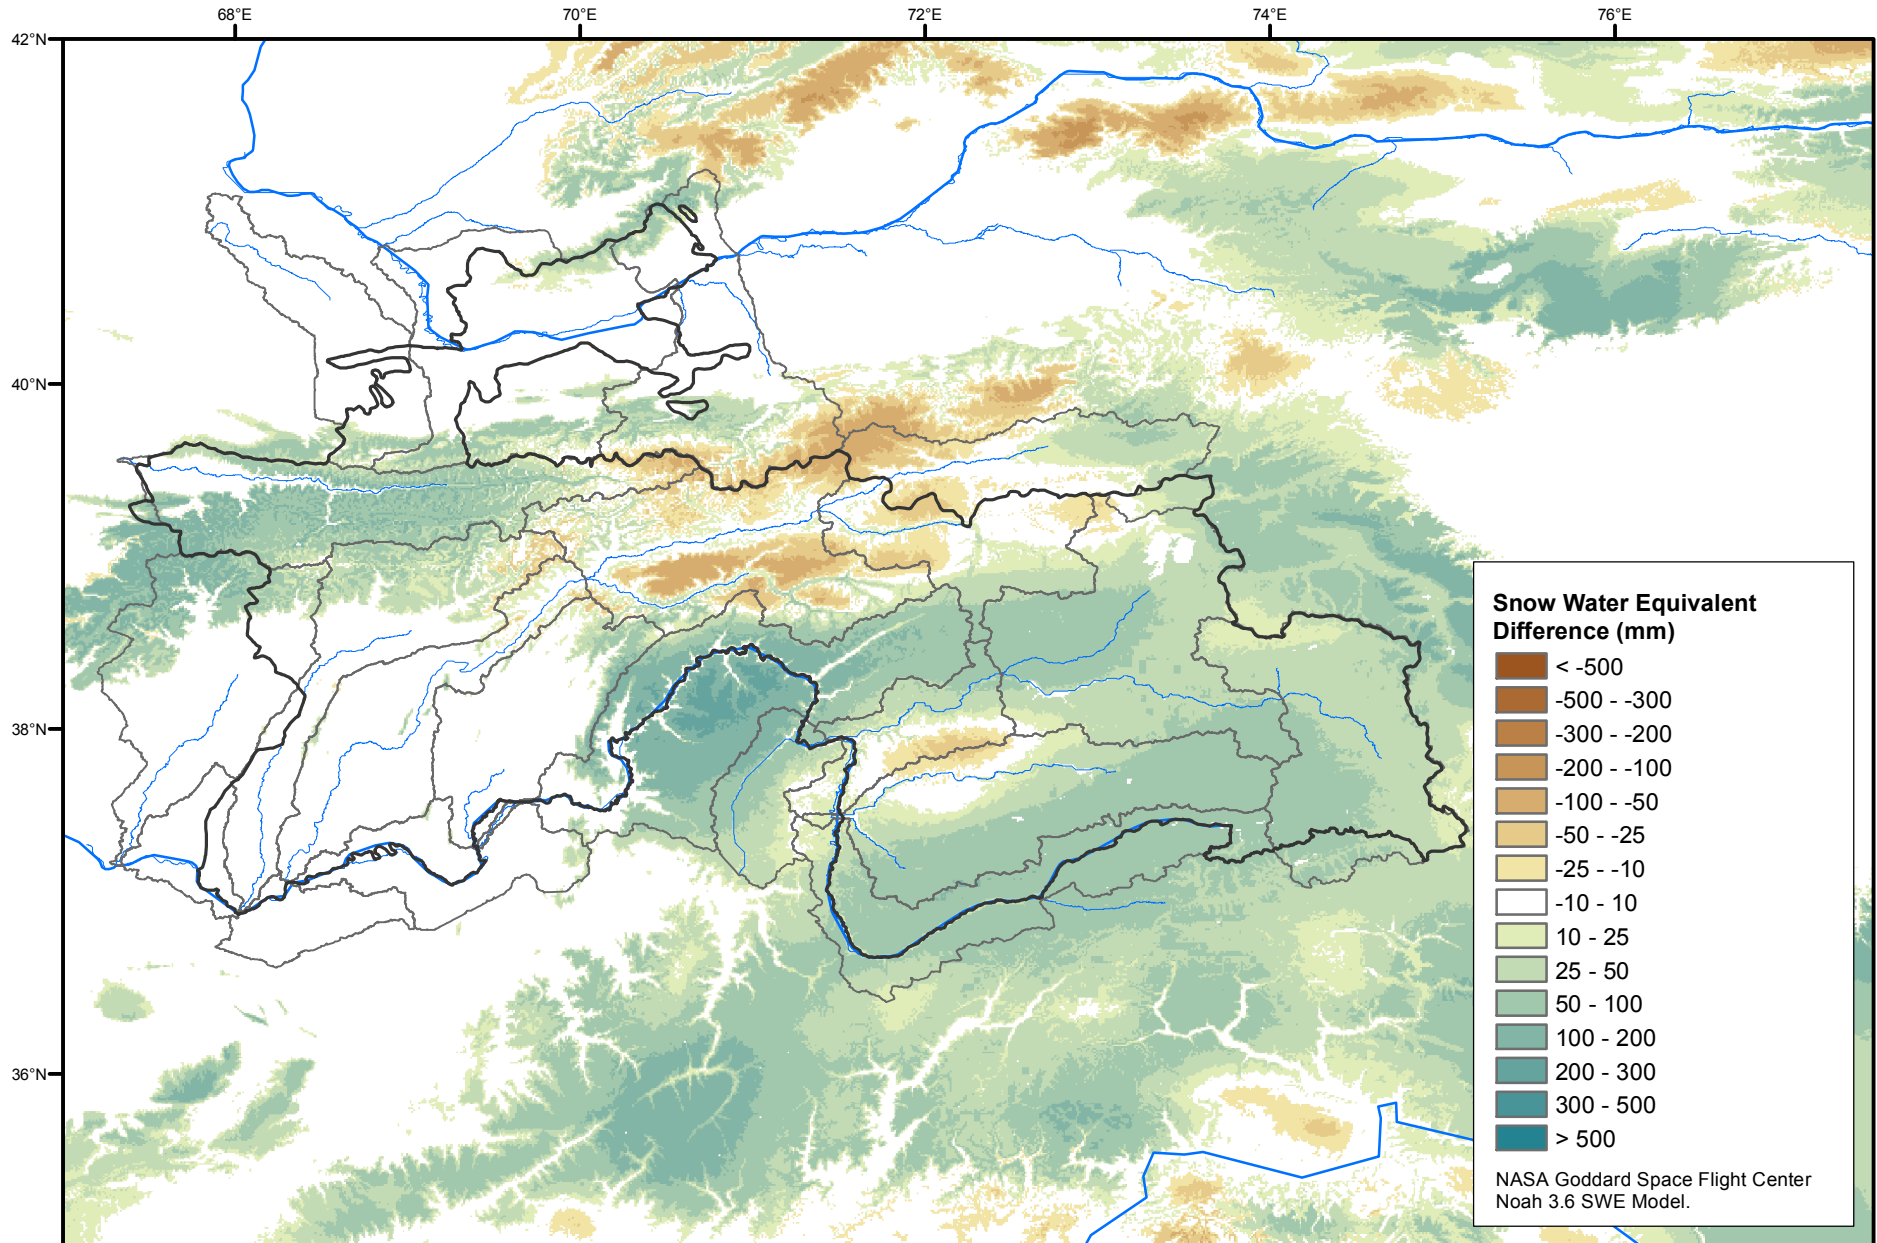 68°E 70°E 72°E 74°E 76°E
42°N
40°N
38°N
36°N
Snow Water Equivalent
Difference (mm)
< -500
-500 - -300
-300 - -200
-200 - -100
-100 - -50
-50 - -25
-25 - -10
-10 - 10
10 - 25
25 - 50
50 - 100
100 - 200
200 - 300
300 - 500
> 500
NASA Goddard Space Flight Center
Noah 3.6 SWE Model.